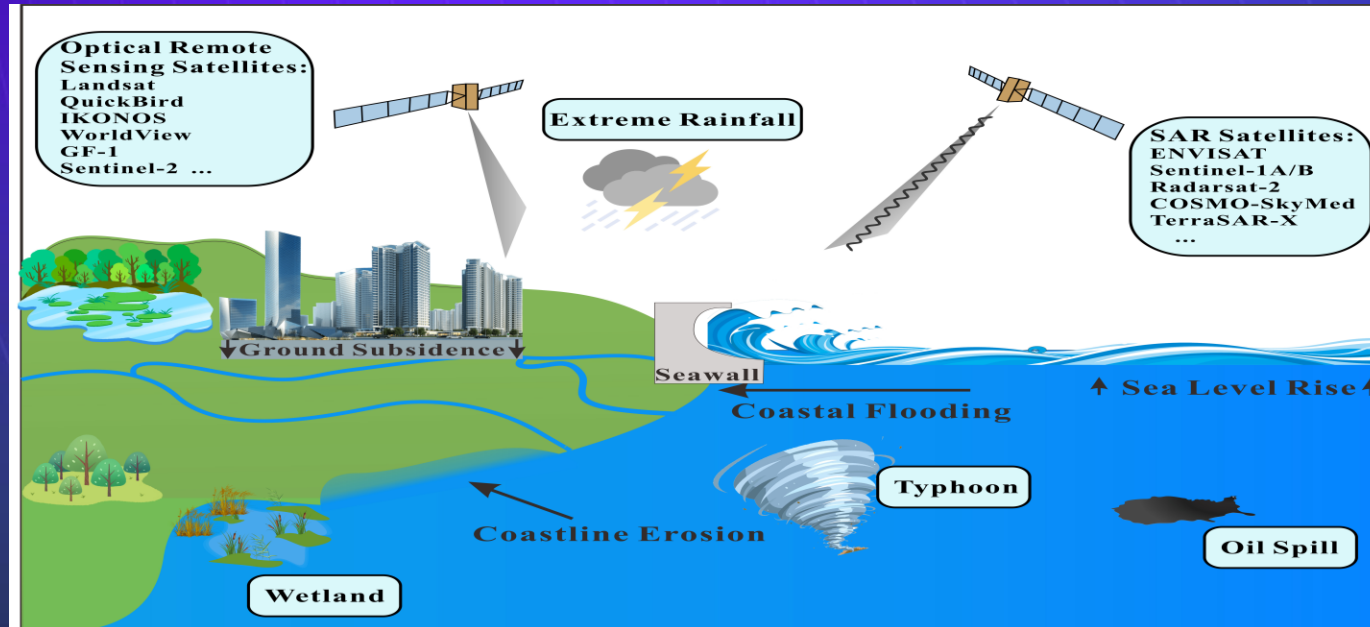 Optical Remote
Sensing Satellites:
Landsat
QuickBird
IKONOS
WorldView
GF-1
Sentinel-2 ...
Extreme Rainfall
SAR Satellites:
ENVISAT
Sentinel-1A/B
Radarsat-2
COSMO-SkyMed
TerraSAR-X
...
Ground Subsidence
Seawall
Coastal Flooding
Sea Level Rise
Typhoon
Coastline Erosion
Oil Spill
Wetland